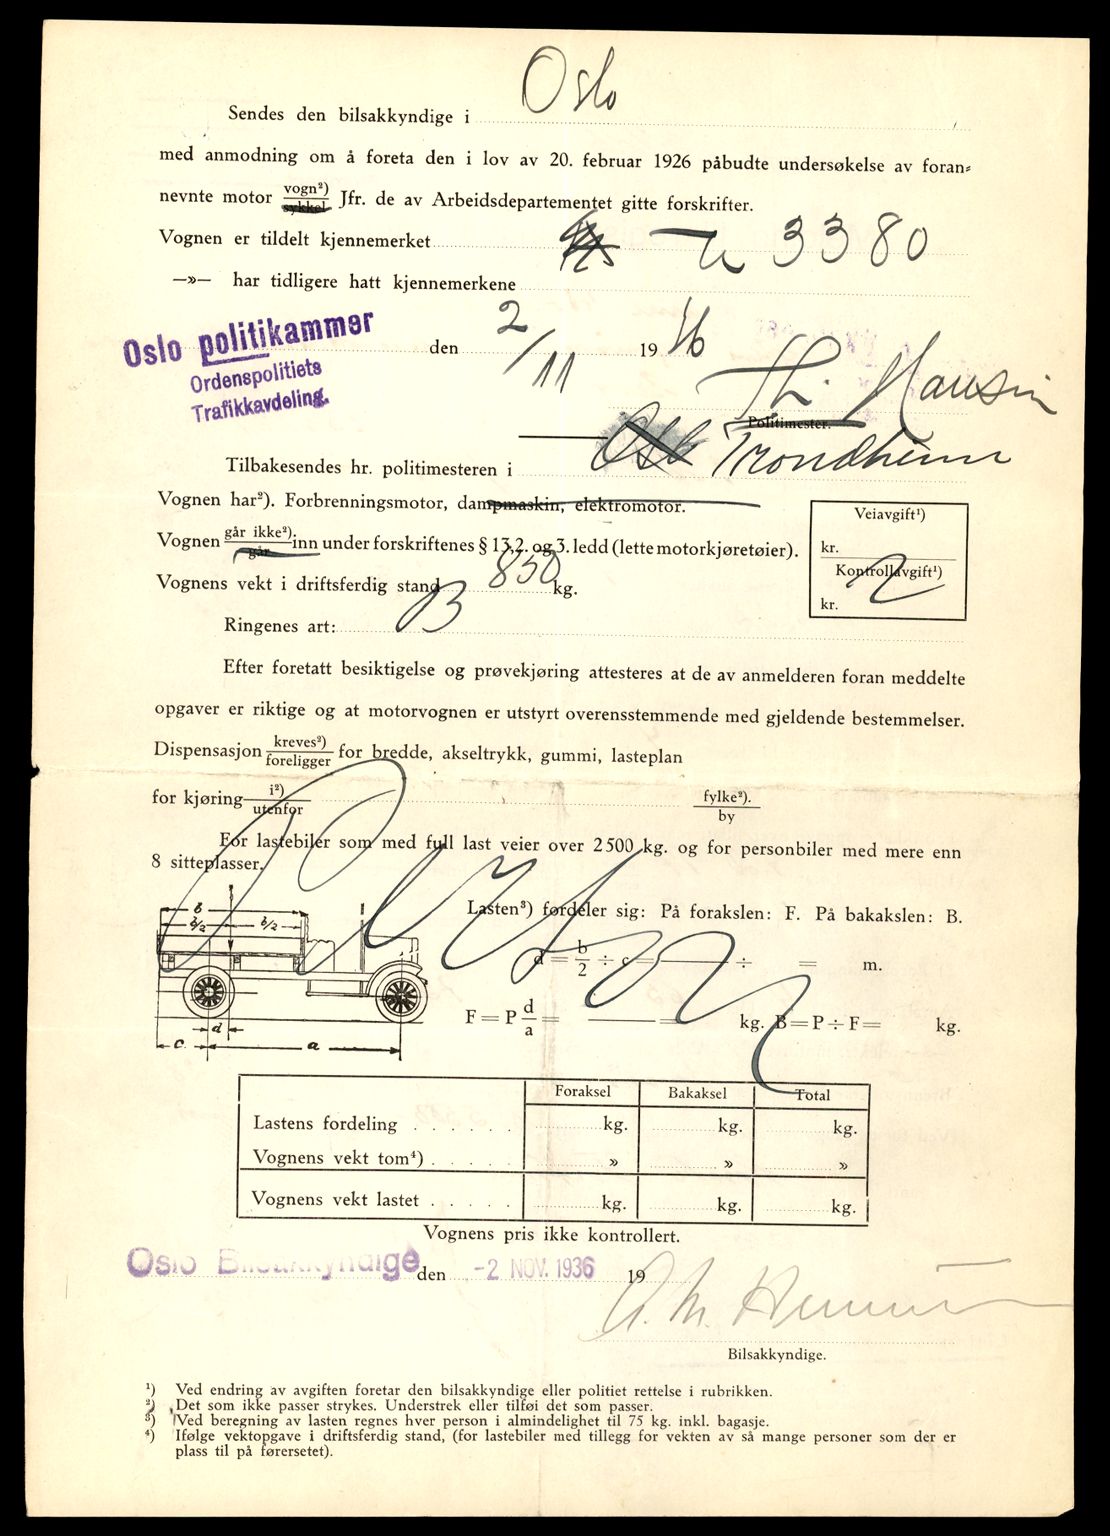 Sendes den bilsakkyndige i Oslo
med anmodning om å foreta den i lov av 20. februar 1926 påbudte undersøkelse av foran=
nevnte motor vogn²) / sykkel Jfr. de av Arbeidsdepartementet gitte forskrifter.
Vognen er tildelt kjennemerket 3380
—»— har tidligere hatt kjennemerkene
Oslo politikammer
Ordenspolitiets
Trafikkavdeling.
den 2/11 1936
Politimester.
Tilbakesendes hr. politimesteren i Oslo Trondheim
Vognen har²). Forbrenningsmotor, dampmaskin, elektromotor.
Vognen går ikke²) / går inn under forskriftenes § 13,2. og 3. ledd (lette motorkjøretøier).
Vognens vekt i driftsferdig stand 850 kg.
Veiavgift¹)
kr.
Kontrollavgift¹)
kr. 2
Ringenes art: B
Efter foretatt besiktigelse og prøvekjøring attesteres at de av anmelderen foran meddelte
opgaver er riktige og at motorvognen er utstyrt overensstemmende med gjeldende bestemmelser.
Dispensasjon kreves²) / foreligger for bredde, akseltrykk, gummi, lasteplan
for kjøring i²) / utenfor fylke²). / by
For lastebiler som med full last veier over 2500 kg. og for personbiler med mere enn
8 sitteplasser.
b
b/2 b/2
d
c a
Lasten³) fordeler sig: På forakslen: F. På bakakslen: B.
d = b/2 ÷ c = ÷ = m.
F = P d/a = = kg. B = P ÷ F = kg.
Foraksel Bakaksel Total
Lastens fordeling . . . . . . kg. kg. kg.
Vognens vekt tom⁴) . . . . . » » »
Vognens vekt lastet . . . . . kg. kg. kg.
Vognens pris ikke kontrollert.
Oslo Bilsakkyndige den -2 NOV. 1936 19
Bilsakkyndige.
¹) Ved endring av avgiften foretar den bilsakkyndige eller politiet rettelse i rubrikken.
²) Det som ikke passer strykes. Understrek eller tilføi det som passer.
³) Ved beregning av lasten regnes hver person i almindelighet til 75 kg. inkl. bagasje.
⁴) Ifølge vektopgave i driftsferdig stand, (for lastebiler med tillegg for vekten av så mange personer som der er
plass til på førersetet).